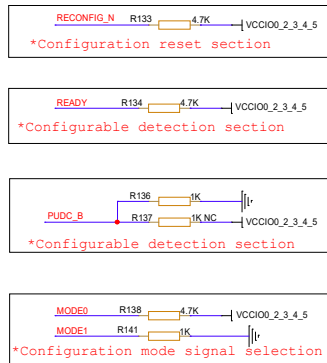 RECONFIG_N R133 4.7K VCCIO0_2_3_4_5
*Configuration reset section
READY R134 4.7K VCCIO0_2_3_4_5
*Configurable detection section
R136 1K
PUDC_B R137 1K NC VCCIO0_2_3_4_5
*Configurable detection section
MODE0 R138 4.7K VCCIO0_2_3_4_5
MODE1 R141 1K
*Configuration mode signal selection